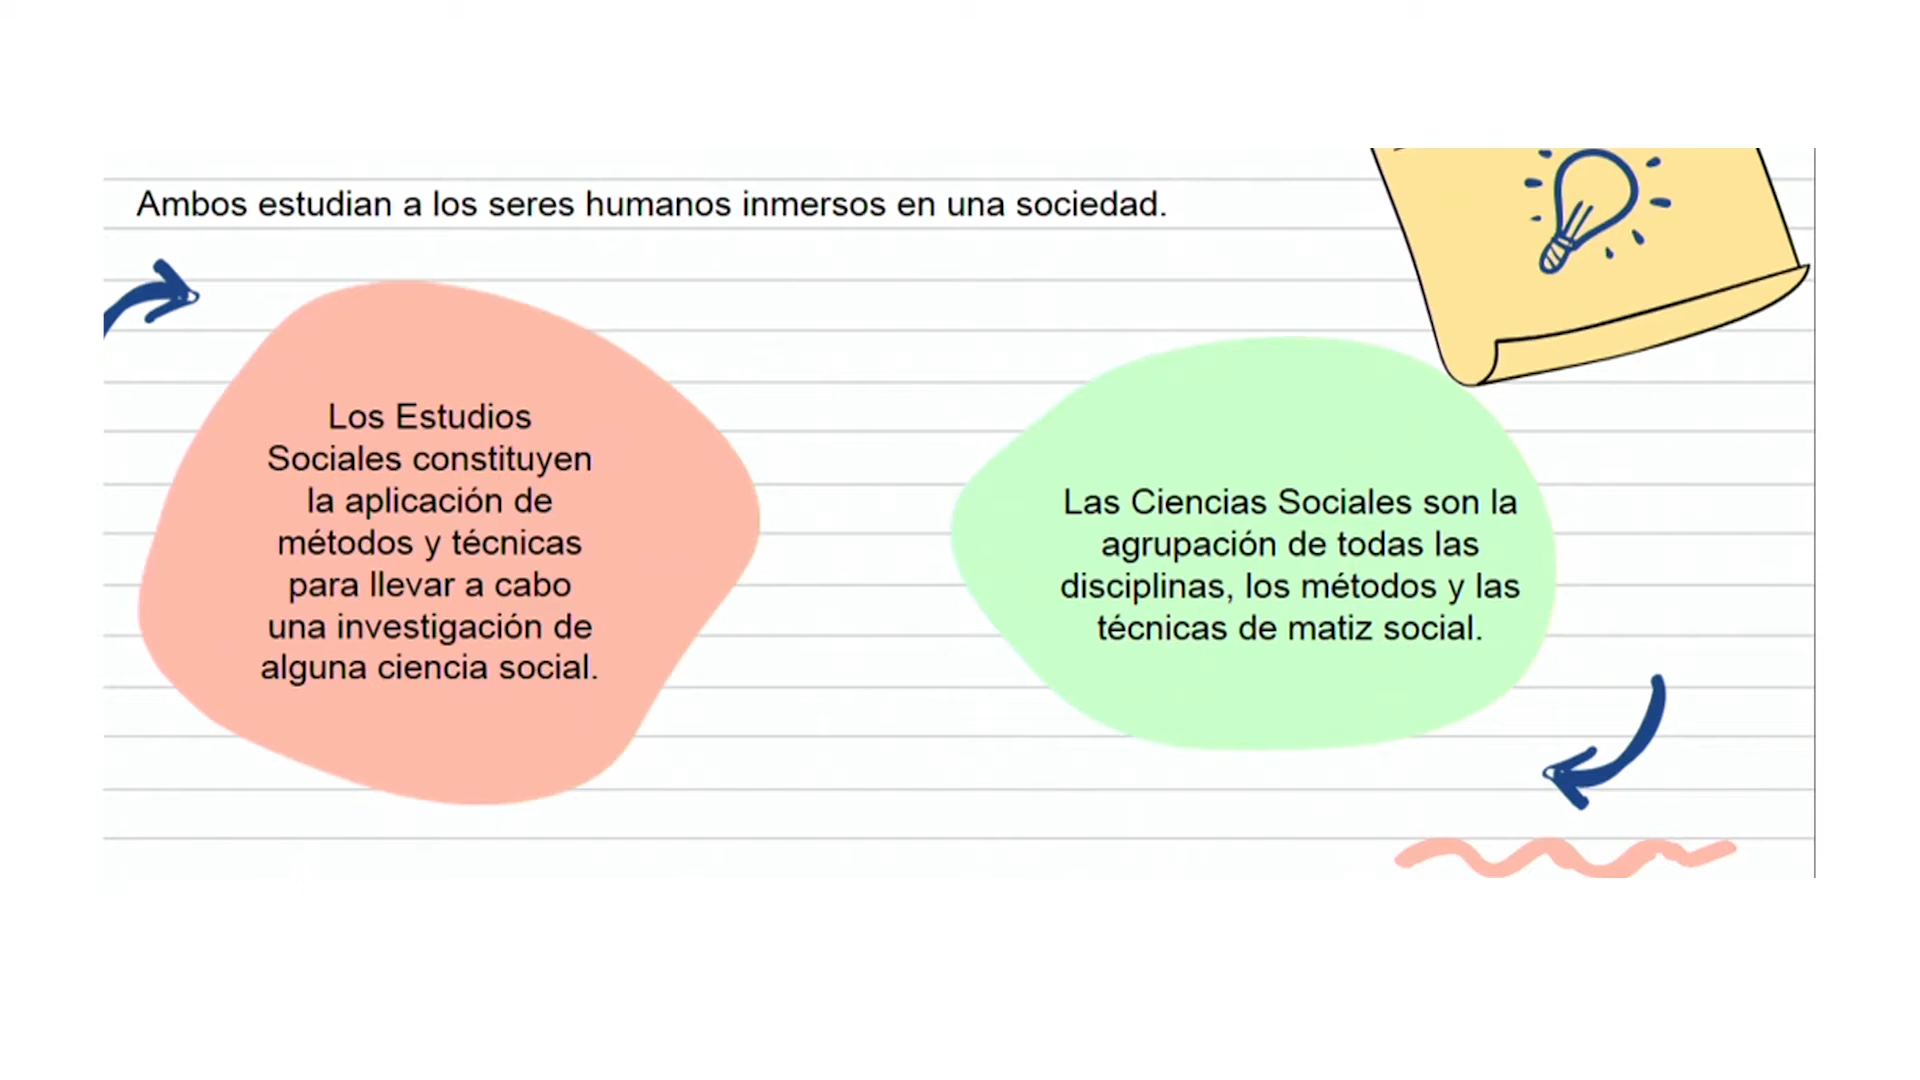 Ambos estudian a los seres humanos inmersos en una sociedad.
Los Estudios
Sociales constituyen
la aplicación de
métodos y técnicas
para llevar a cabo
una investigación de
alguna ciencia social.
Las Ciencias Sociales son la
agrupación de todas las
disciplinas, los métodos y las
técnicas de matiz social.